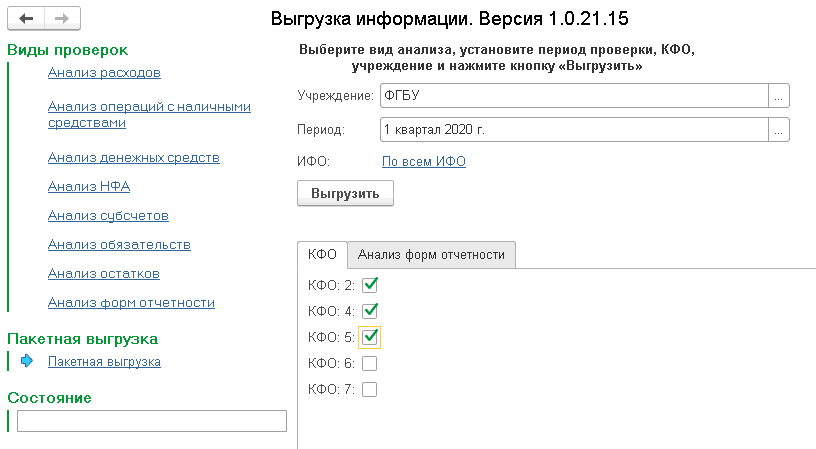 Выгрузка информации. Версия 1.0.21.15
Виды проверок
Анализ расходов
Анализ операций с наличными
средствами
Анализ денежных средств
Анализ НФА
Анализ субсчетов
Анализ обязательств
Анализ остатков
Анализ форм отчетности
Пакетная выгрузка
Пакетная выгрузка
Состояние
Выберите вид анализа, установите период проверки, КФО,
учреждение и нажмите кнопку «Выгрузить»
Учреждение: ФГБУ ...
Период: 1 квартал 2020 г. ...
ИФО: По всем ИФО
Выгрузить
КФО Анализ форм отчетности
КФО: 2:
КФО: 4:
КФО: 5:
КФО: 6:
КФО: 7: